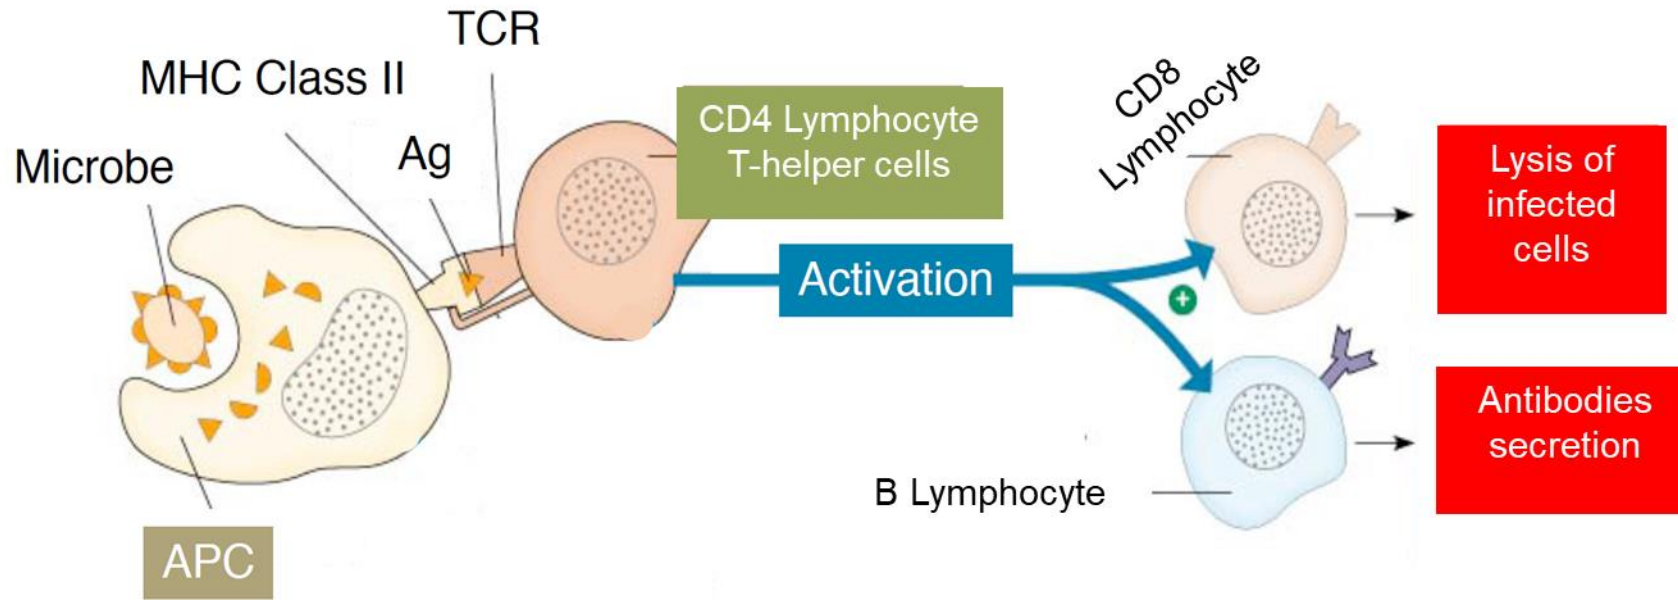 TCR
MHC Class II
Ag
Microbe
CD4 Lymphocyte
T-helper cells
Activation
CD8
Lymphocyte
+
Lysis of
infected
cells
B Lymphocyte
Antibodies
secretion
APC